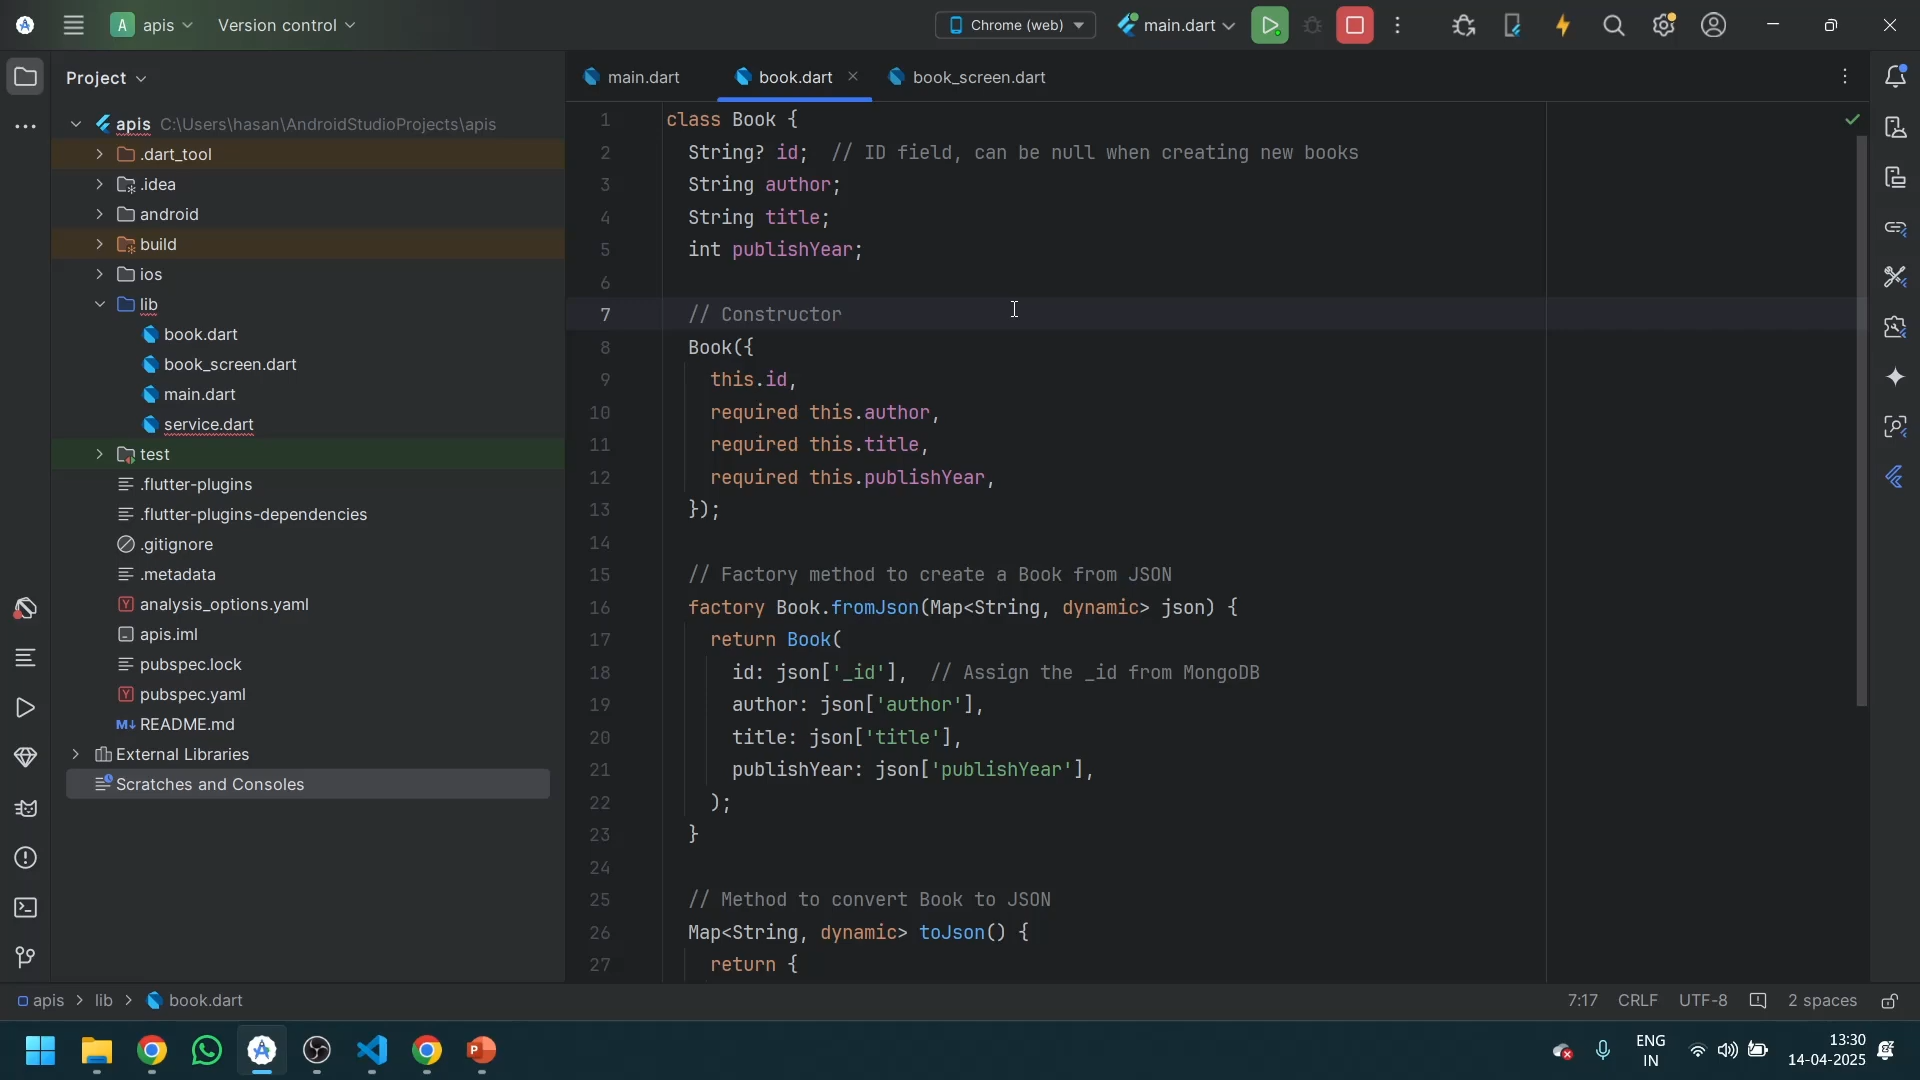 A apis Version control Chrome (web) main.dart
Project
apis C:\Users\hasan\AndroidStudioProjects\apis
.dart_tool
.idea
android
build
ios
lib
book.dart
book_screen.dart
main.dart
service.dart
test
.flutter-plugins
.flutter-plugins-dependencies
.gitignore
.metadata
analysis_options.yaml
apis.iml
pubspec.lock
pubspec.yaml
README.md
External Libraries
Scratches and Consoles
main.dart book.dart book_screen.dart
1 class Book {
2 String? id; // ID field, can be null when creating new books
3 String author;
4 String title;
5 int publishYear;
6
7 // Constructor
8 Book({
9 this.id,
10 required this.author,
11 required this.title,
12 required this.publishYear,
13 });
14
15 // Factory method to create a Book from JSON
16 factory Book.fromJson(Map<String, dynamic> json) {
17 return Book(
18 id: json['_id'], // Assign the _id from MongoDB
19 author: json['author'],
20 title: json['title'],
21 publishYear: json['publishYear'],
22 );
23 }
24
25 // Method to convert Book to JSON
26 Map<String, dynamic> toJson() {
27 return {
apis > lib > book.dart 7:17 CRLF UTF-8 2 spaces
ENG
IN
13:30
14-04-2025